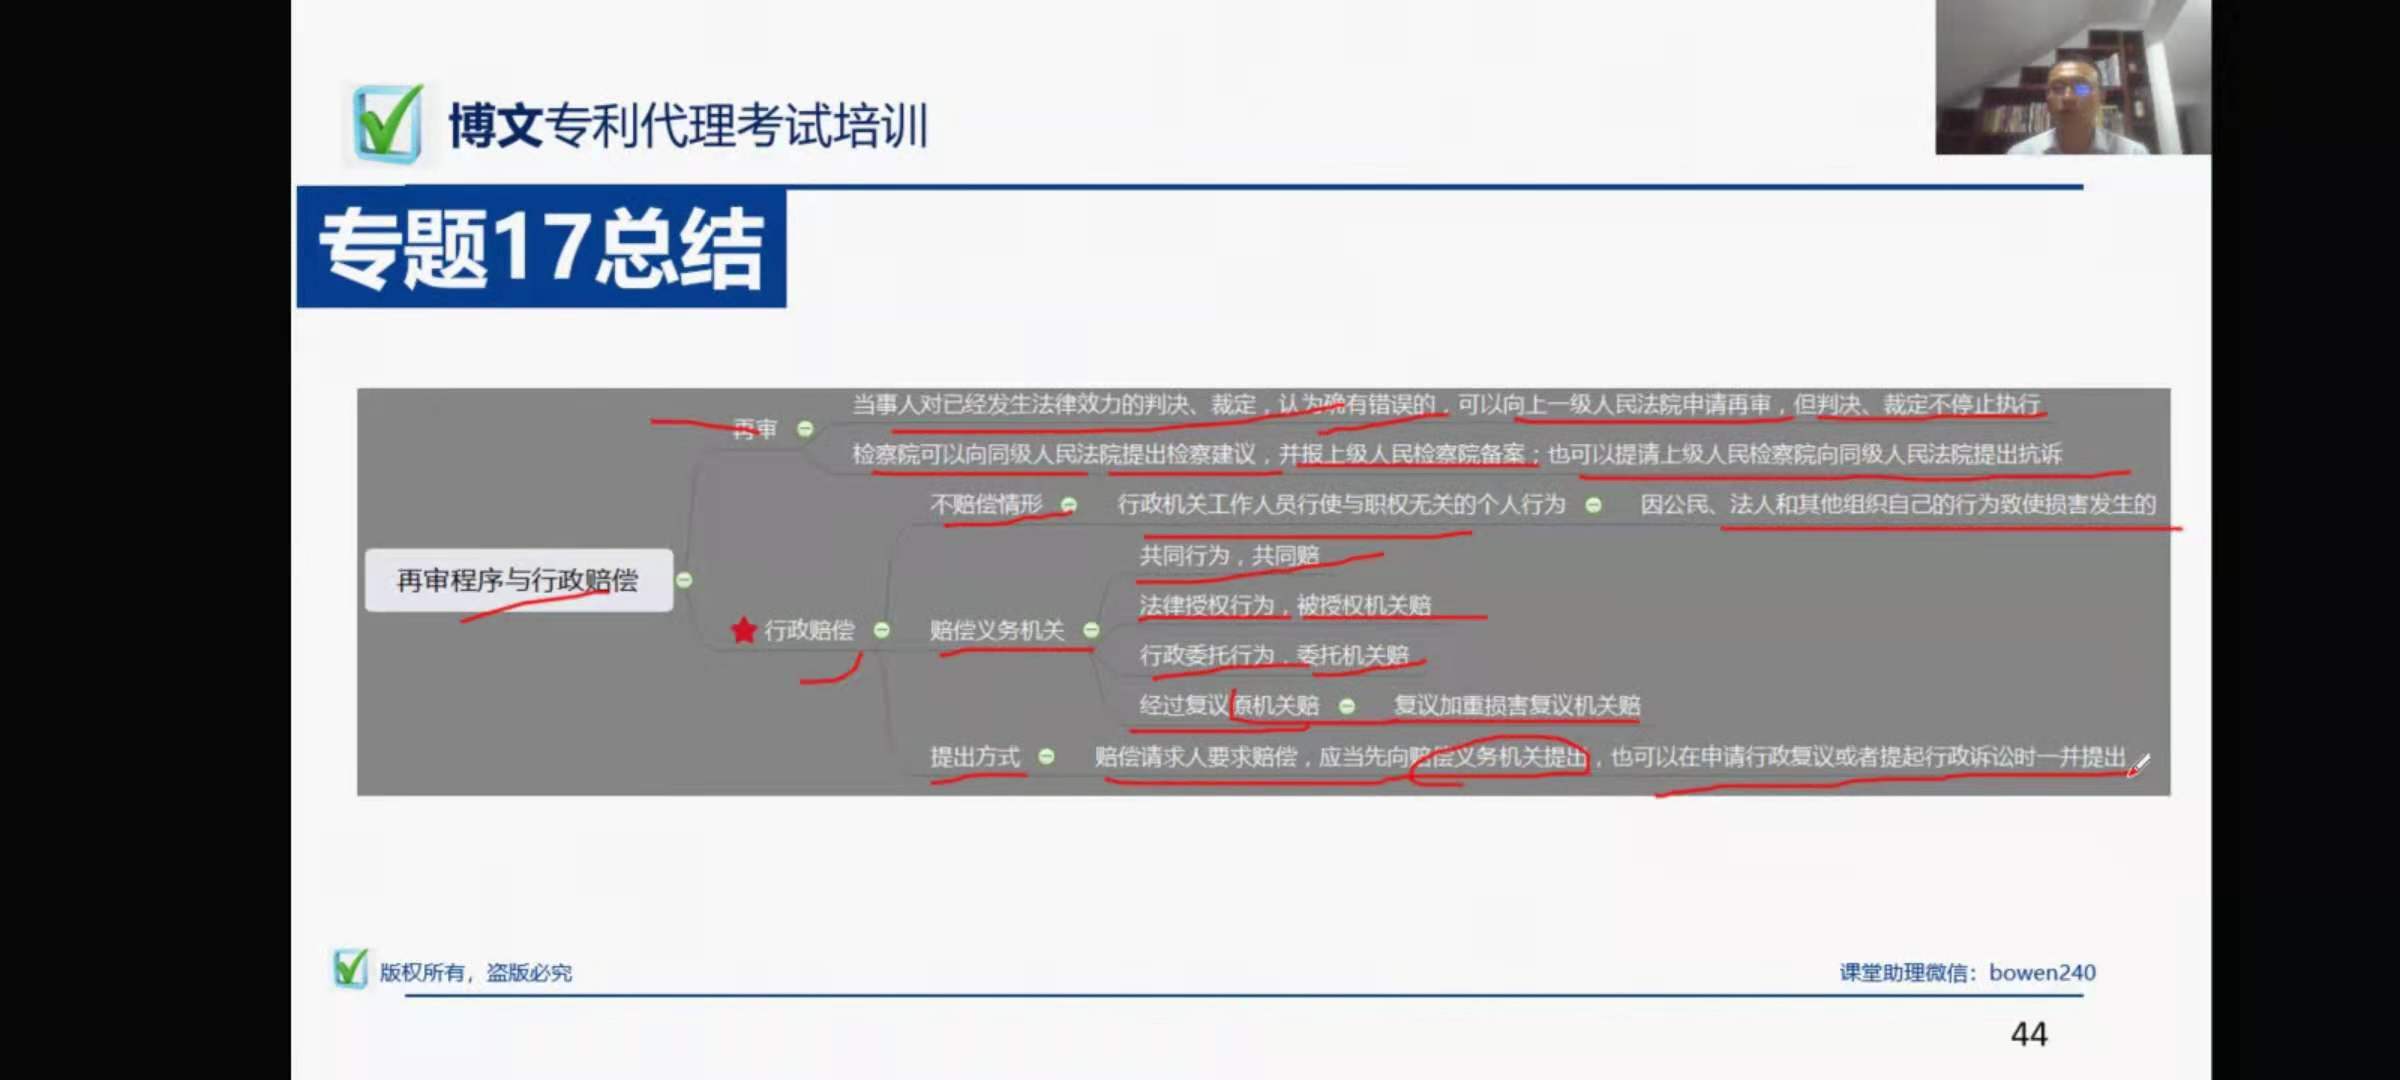 博文专利代理考试培训
专题17总结
当事人对已经发生法律效力的判决、裁定，认为确有错误的，可以向上一级人民法院申请再审，但判决、裁定不停止执行
再审
检察院可以向同级人民法院提出检察建议，并报上级人民检察院备案；也可以提请上级人民检察院向同级人民法院提出抗诉
不赔偿情形 行政机关工作人员行使与职权无关的个人行为 因公民、法人和其他组织自己的行为致使损害发生的
共同行为，共同赔
再审程序与行政赔偿
法律授权行为，被授权机关赔
行政赔偿 赔偿义务机关
行政委托行为，委托机关赔
经过复议原机关赔 复议加重损害复议机关赔
提出方式 赔偿请求人要求赔偿，应当先向赔偿义务机关提出，也可以在申请行政复议或者提起行政诉讼时一并提出
版权所有，盗版必究
课堂助理微信：bowen240
44